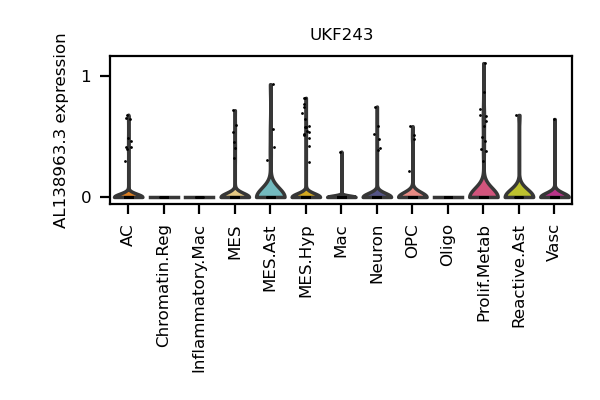 UKF243
AL138963.3 expression
1
0
AC
Chromatin.Reg
Inflammatory.Mac
MES
MES.Ast
MES.Hyp
Mac
Neuron
OPC
Oligo
Prolif.Metab
Reactive.Ast
Vasc